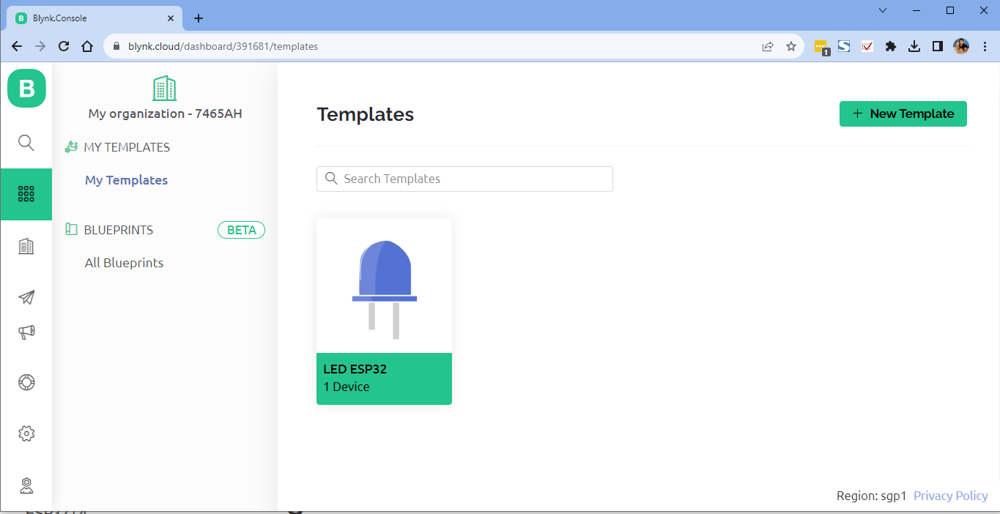 B Blynk.Console
blynk.cloud/dashboard/391681/templates
1
B
My organization - 7465AH
MY TEMPLATES
My Templates
BLUEPRINTS BETA
All Blueprints
Templates
+ New Template
Search Templates
LED ESP32
1 Device
Region: sgp1 Privacy Policy